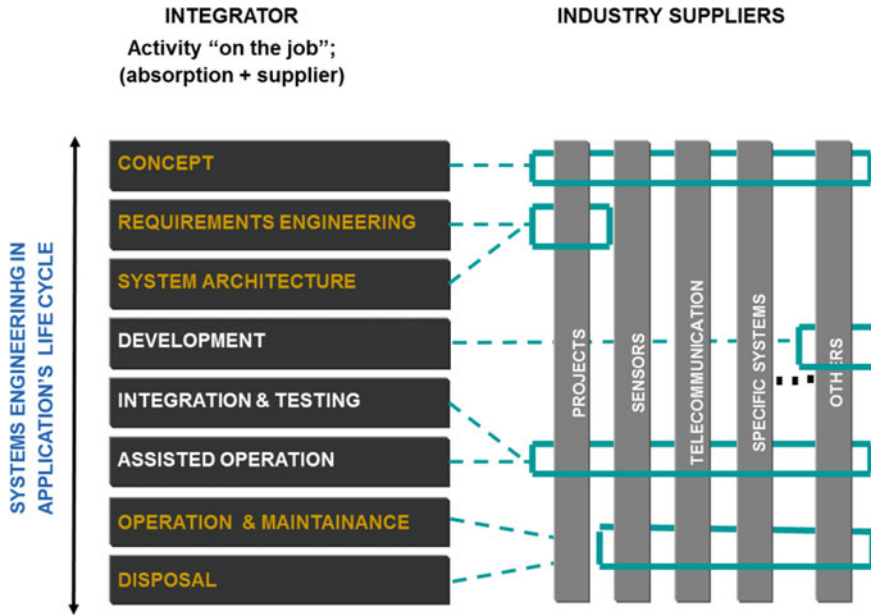 INTEGRATOR
Activity “on the job”;
(absorption + supplier)
INDUSTRY SUPPLIERS
SYSTEMS ENGINEERINHG IN
APPLICATION'S LIFE CYCLE
CONCEPT
REQUIREMENTS ENGINEERING
SYSTEM ARCHITECTURE
DEVELOPMENT
INTEGRATION & TESTING
ASSISTED OPERATION
OPERATION & MAINTAINANCE
DISPOSAL
PROJECTS
SENSORS
TELECOMMUNICATION
SPECIFIC SYSTEMS
OTHERS